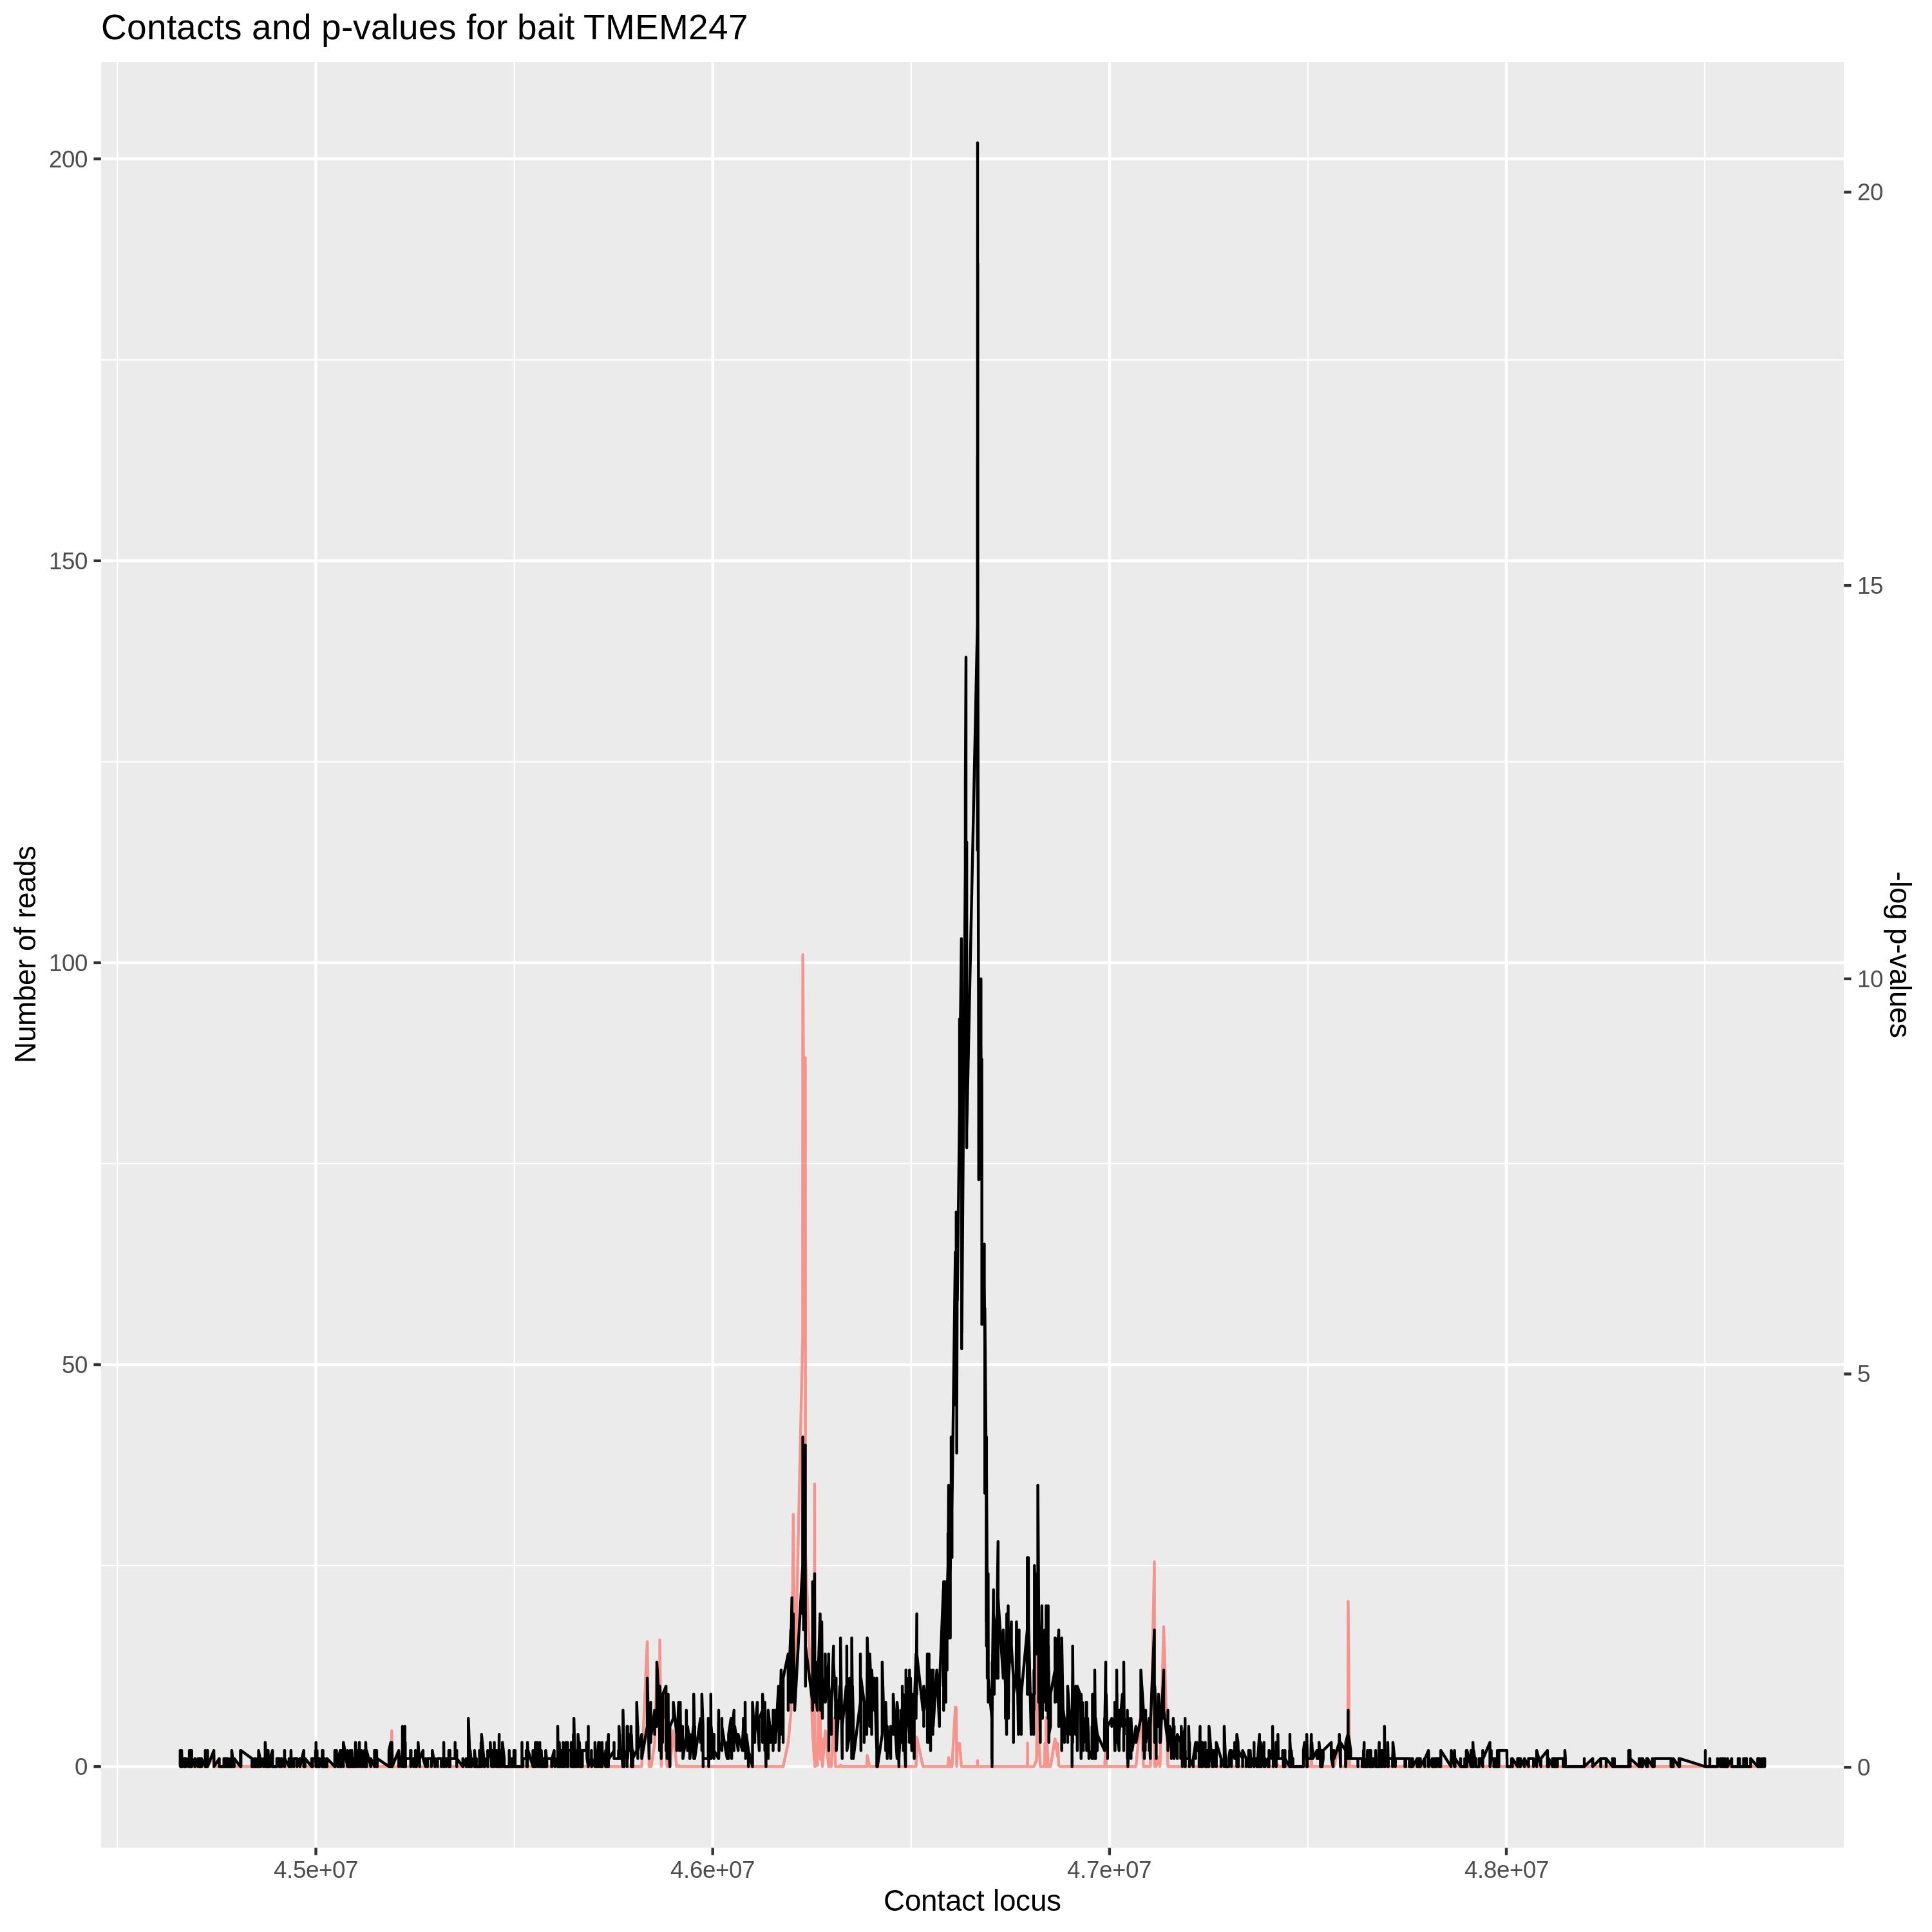 Contacts and p-values for bait TMEM247
200
150
100
50
0
Number of reads
20
15
10
5
0
-log p-values
4.5e+07 4.6e+07 4.7e+07 4.8e+07
Contact locus